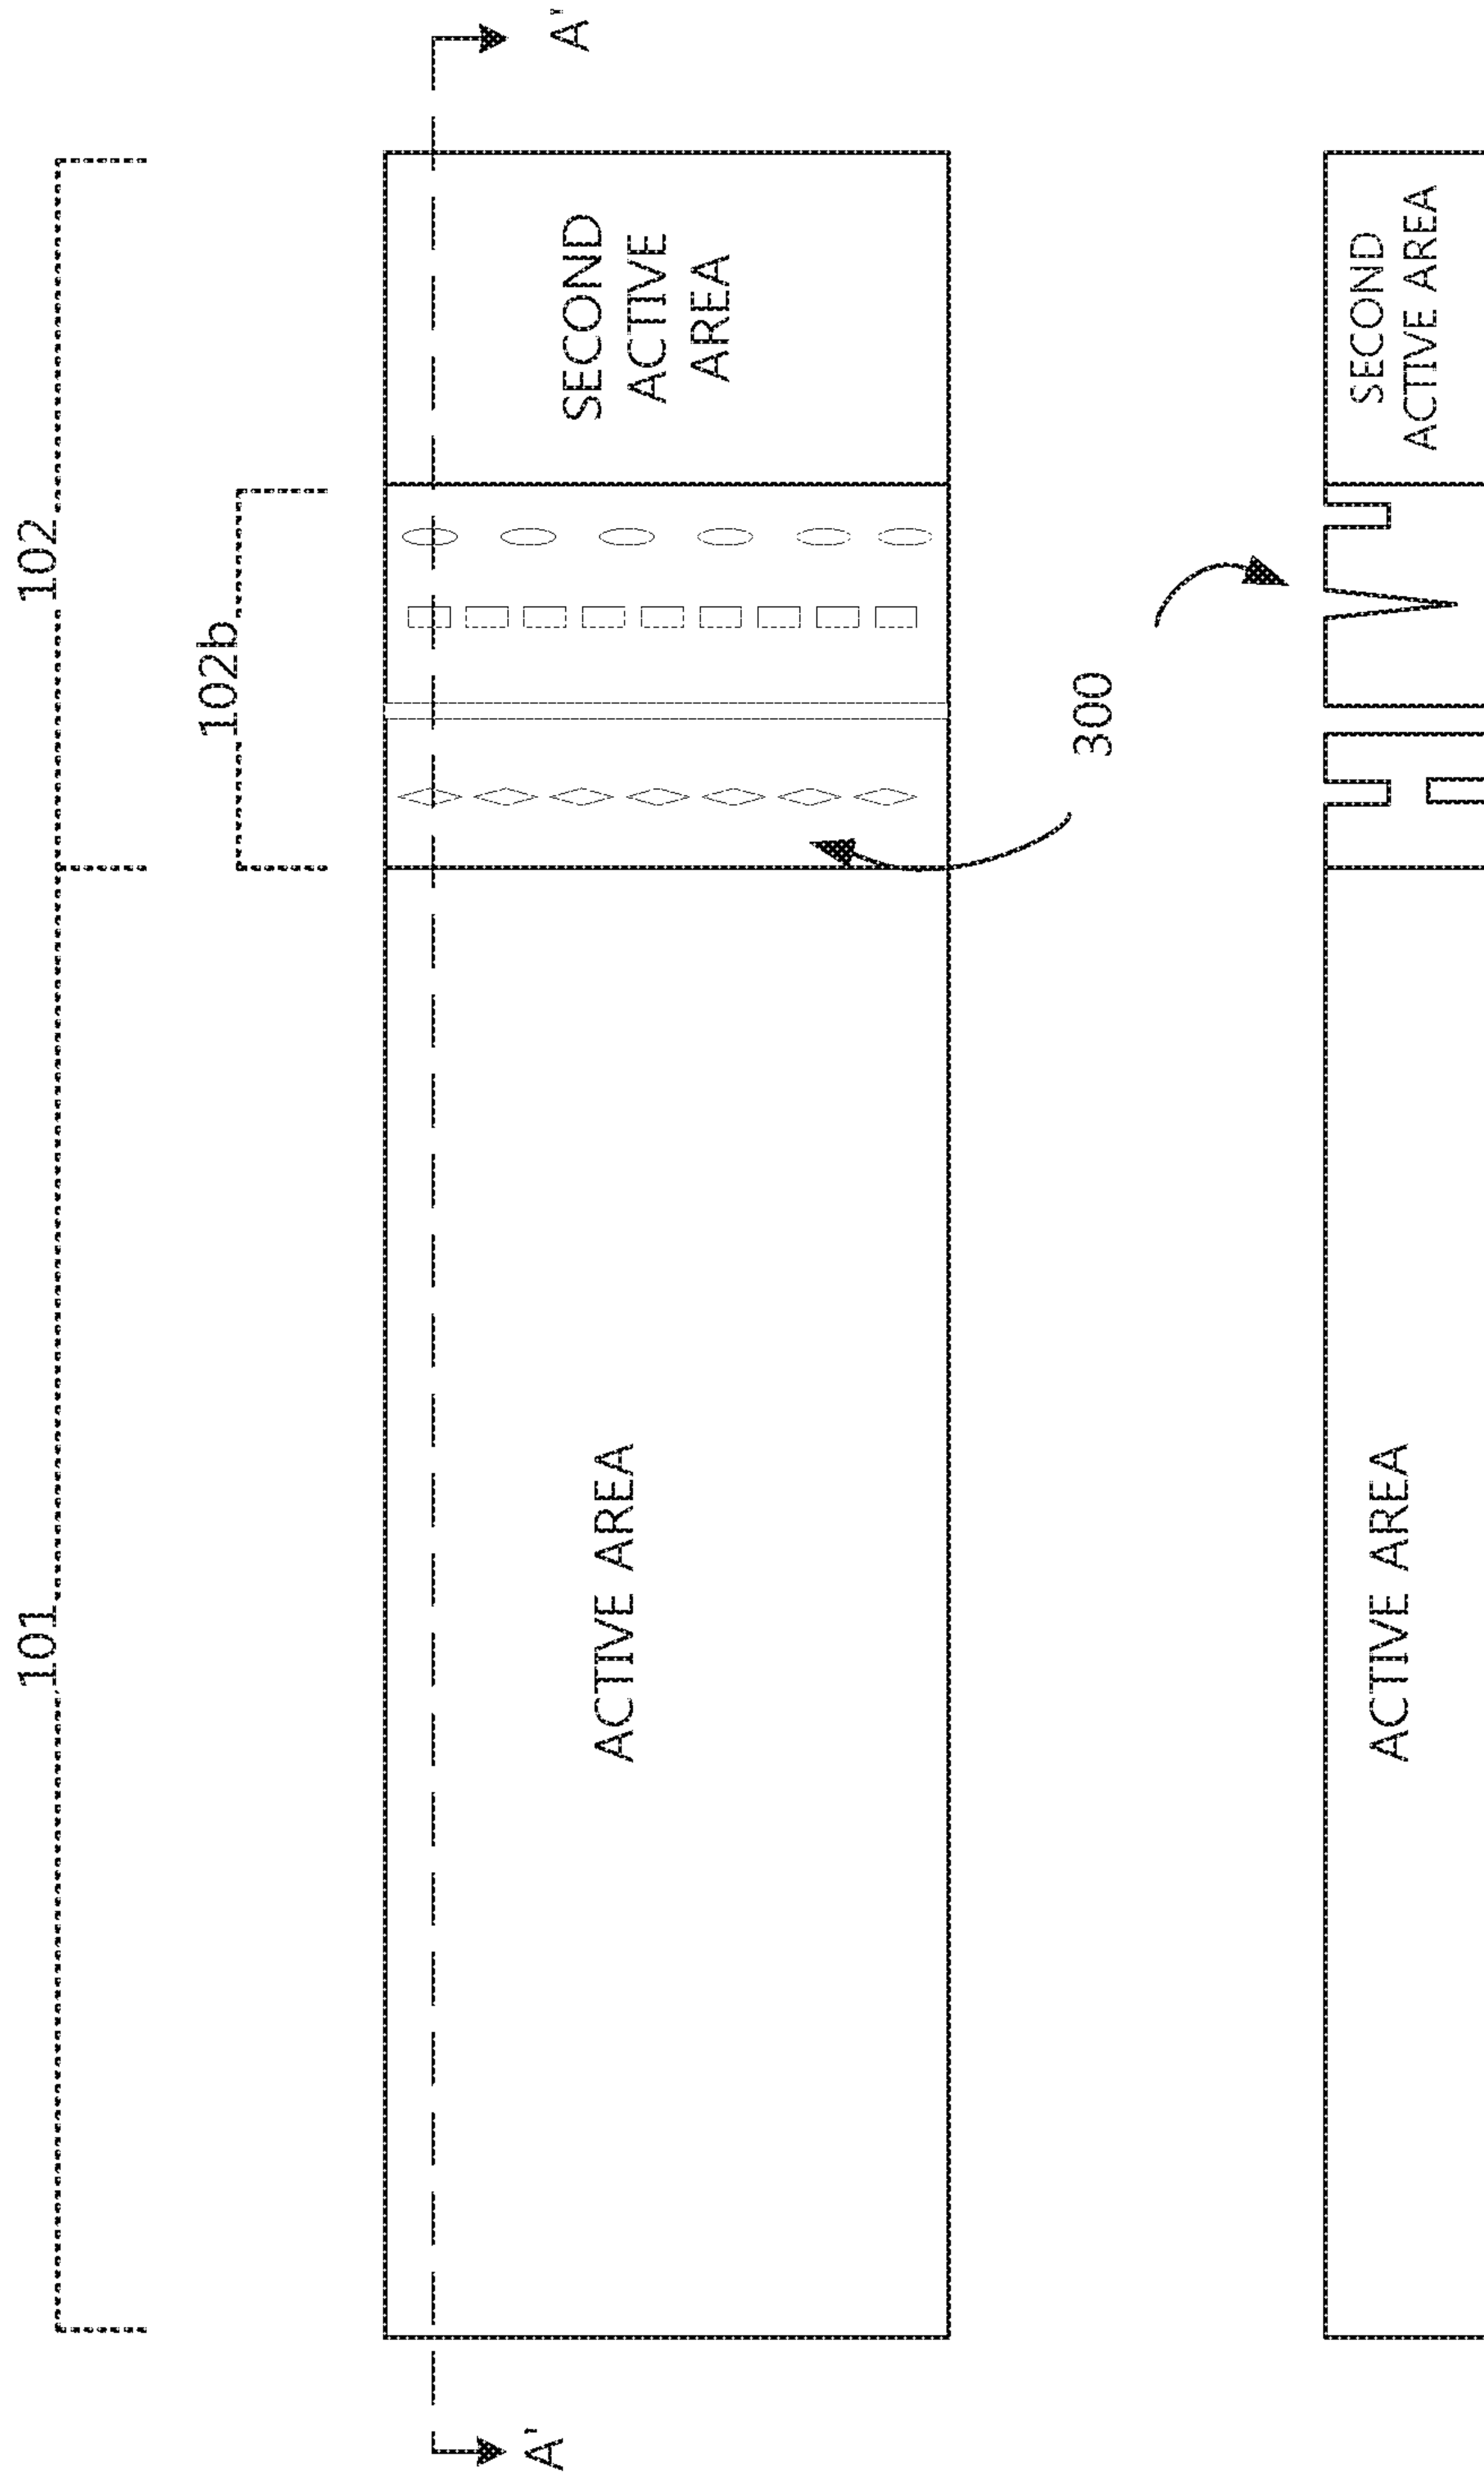 101
102
102b
A'
A'
ACTIVE AREA
SECOND
ACTIVE
AREA
300
ACTIVE AREA
SECOND
ACTIVE AREA